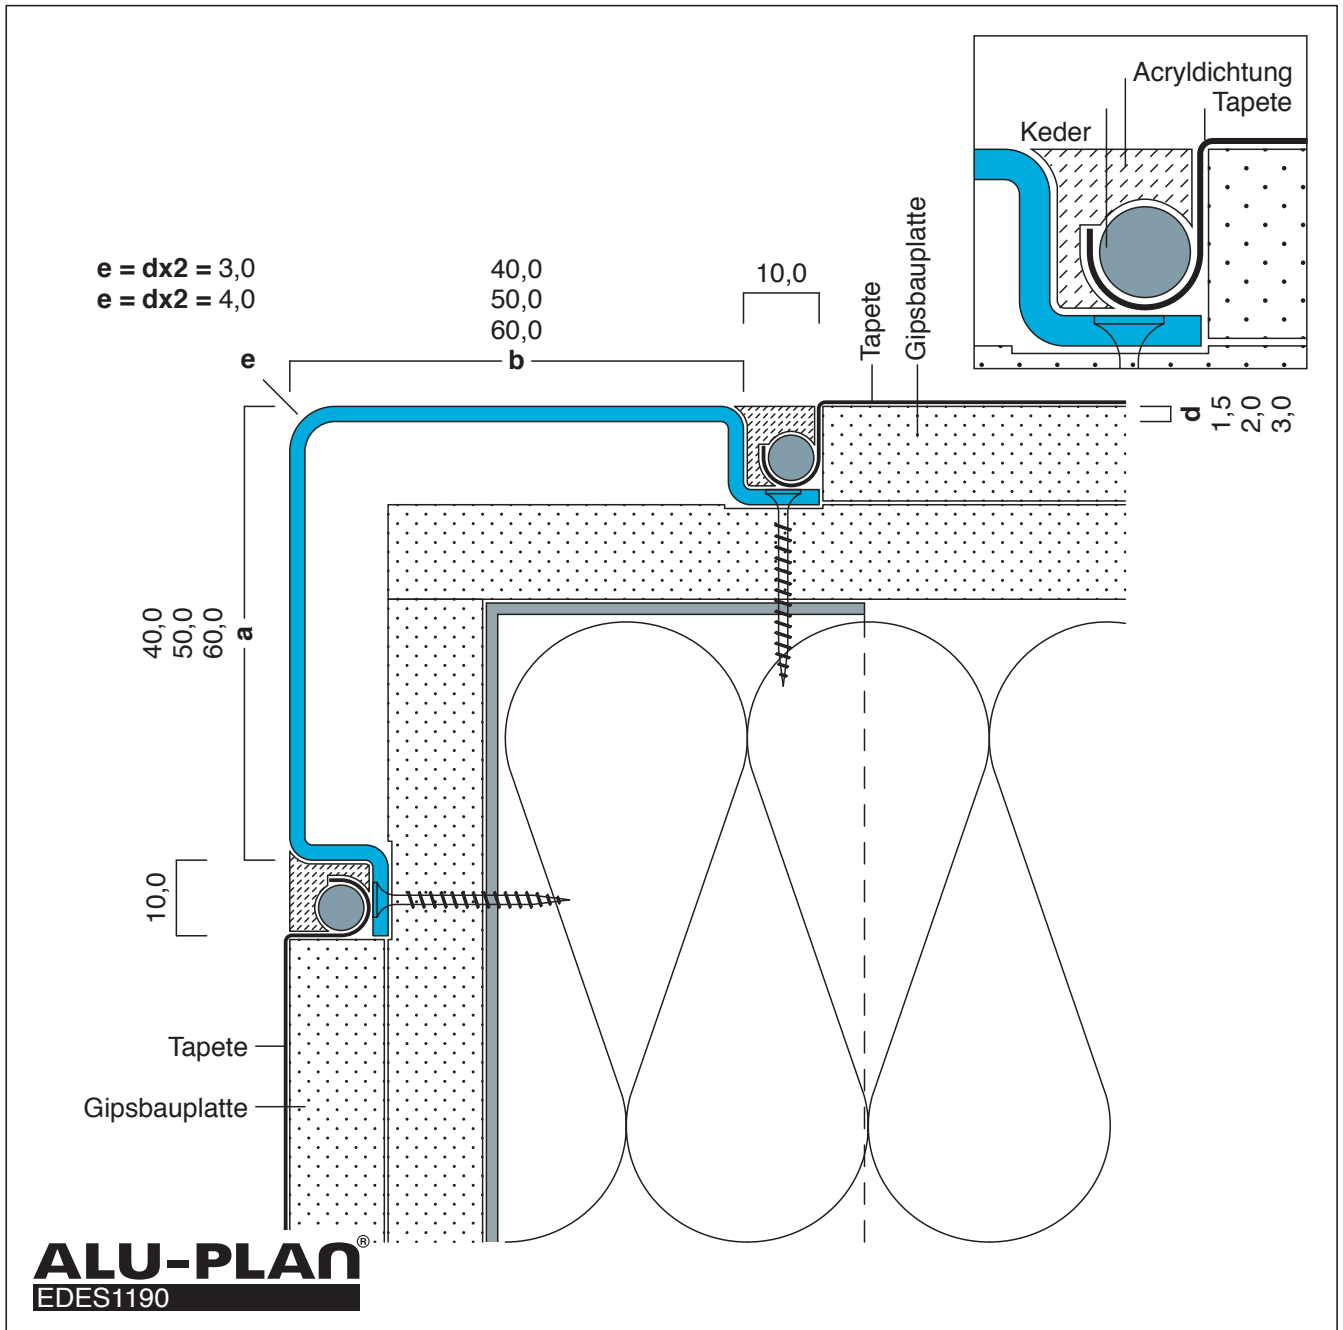 Acryldichtung
Tapete
Keder
e = dx2 = 3,0
e = dx2 = 4,0
40,0
50,0
60,0
b
10,0
Tapete
Gipsbauplatte
e
d
1,5
2,0
3,0
40,0
50,0
60,0
a
10,0
Tapete
Gipsbauplatte
ALU-PLAN®
EDES1190